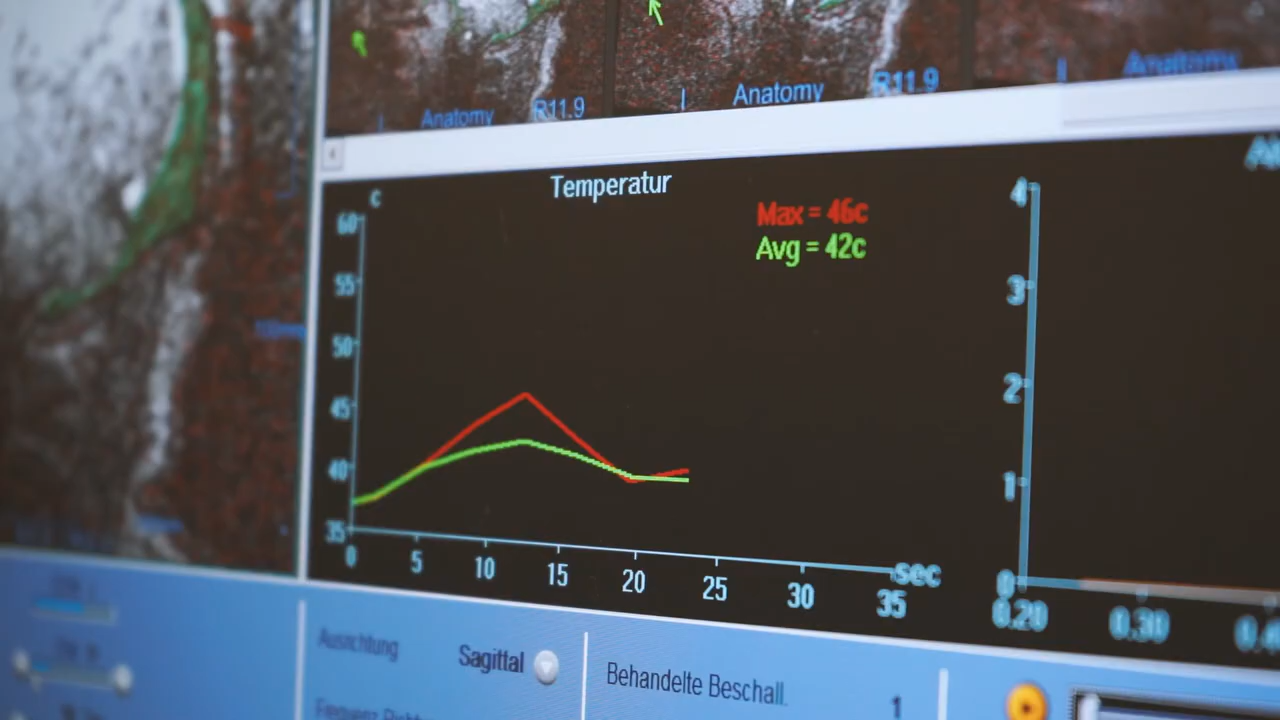 Anatomy R11.9 Anatomy R11.9 Anatomy
Temperatur
c
Max = 46c
Avg = 42c
60
55
50
45
40
35
0 5 10 15 20 25 30 35 sec
4
3
2
1
0
0.20 0.30
Ausrichtung Sagittal
Behandelte Beschall. 1